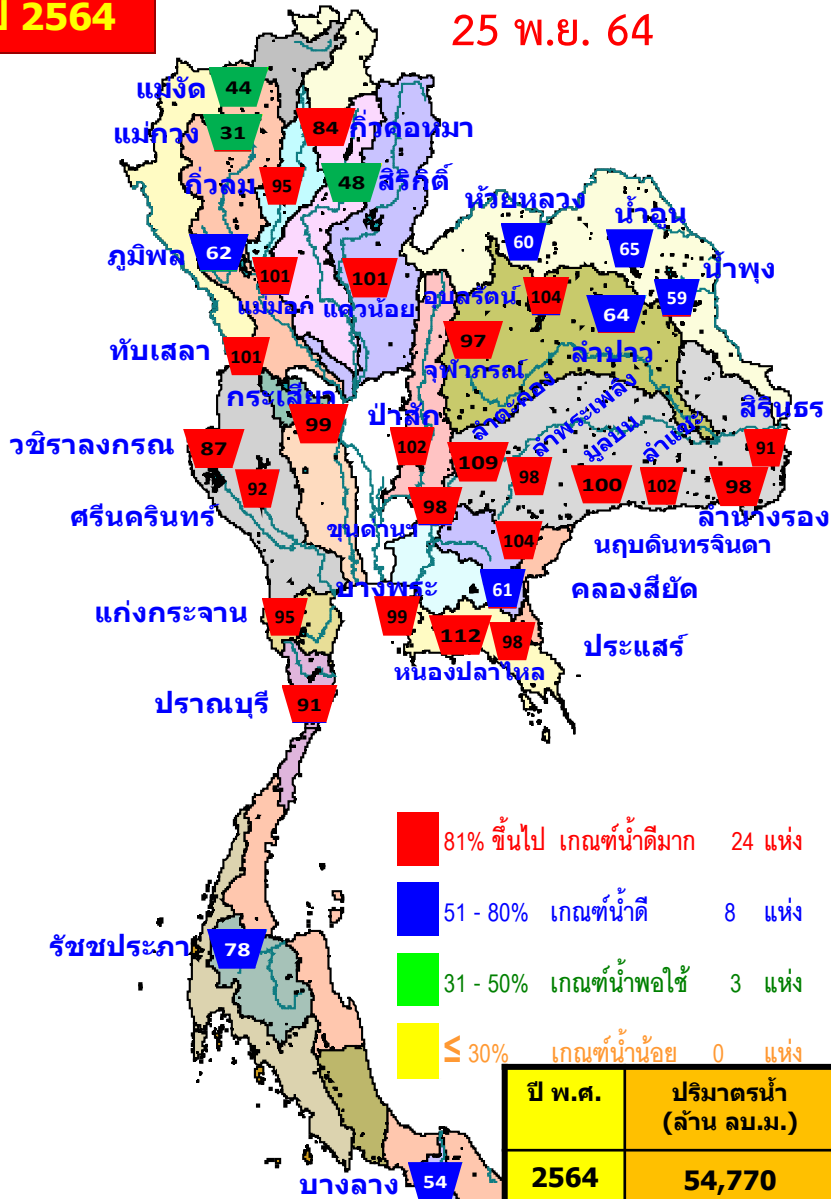 ปี 2564
25 พ.ย. 64
แม่งัด
44
แม่กวง
31
84
กิ่วคอหมา
กิ่วลม
95
48
สิริกิติ์
ห้วยหลวง
60
น้ำอูน
65
ภูมิพล
62
น้ำพุง
59
101
แม่มอก
101
แควน้อย
อุบลรัตน์
104
64
ลำปาว
97
จุฬาภรณ์
ทับเสลา
101
กระเสียว
99
ป่าสัก
102
ลำตะคอง
109
ลำพระเพลิง
98
มูลบน
100
ลำแชะ
102
สิรินธร
91
วชิราลงกรณ
87
92
ศรีนครินทร์
98
ลำนางรอง
98
ขุนด่านฯ
104
นฤบดินทรจินดา
บางพระ
99
61
คลองสียัด
แก่งกระจาน
95
112
หนองปลาไหล
98
ประแสร์
ปราณบุรี
91
81% ขึ้นไป เกณฑ์น้ำดีมาก 24 แห่ง
51 - 80% เกณฑ์น้ำดี 8 แห่ง
รัชชประภา
78
31 - 50% เกณฑ์น้ำพอใช้ 3 แห่ง
≤ 30% เกณฑ์น้ำน้อย 0 แห่ง
ปี พ.ศ. ปริมาตรน้ำ
(ล้าน ลบ.ม.)
2564 54,770
บางลาง
54